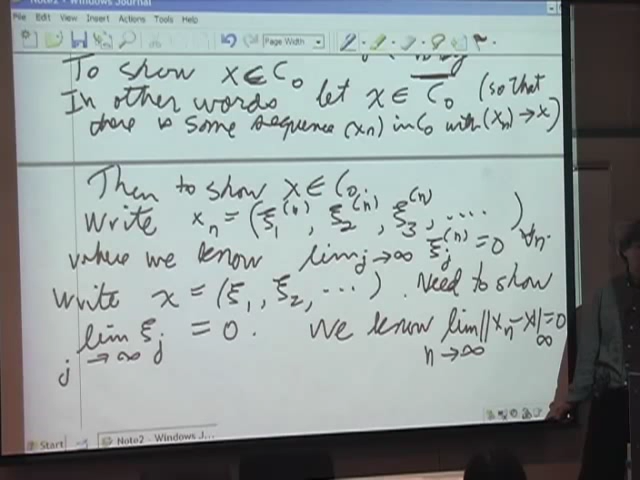 Note2 - Windows Journal
File Edit View Insert Actions Tools Help
Page Width
To show x ∈ C₀
In other words let x ∈ C̄₀ (so that
there is some sequence (xn) in C₀ with (xn) → x)
Then to show x ∈ C₀.
Write xn = (ξ₁⁽ⁿ⁾, ξ₂⁽ⁿ⁾, ξ₃⁽ⁿ⁾, ....)
where we know lim j→∞ ξj⁽ⁿ⁾ = 0 ∀n.
Write x = (ξ₁, ξ₂, ...). Need to show
lim j→∞ ξj = 0. We know lim n→∞ ||xn - x||∞ = 0
Start Note2 - Windows J...